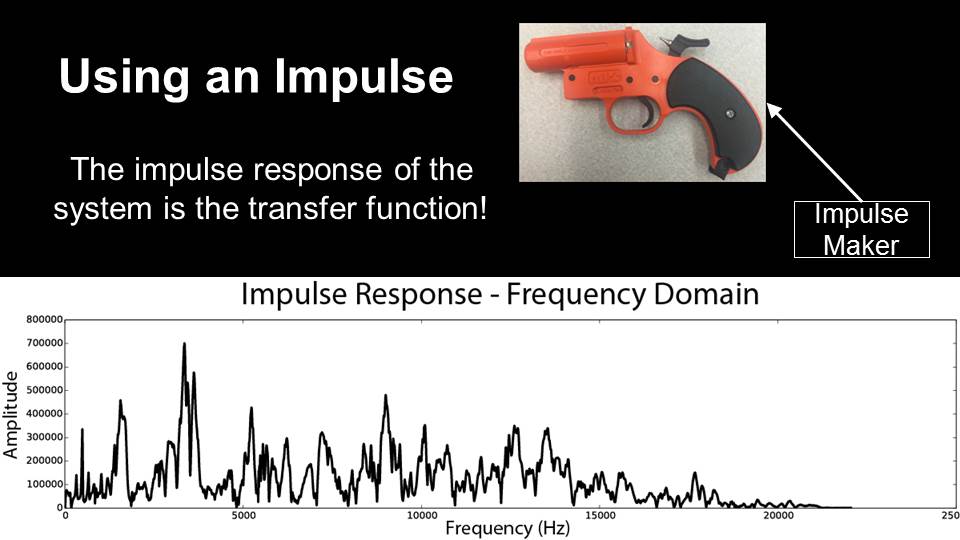 Using an Impulse
The impulse response of the
system is the transfer function!
Impulse
Maker
Impulse Response - Frequency Domain
800000
700000
600000
500000
400000
300000
200000
100000
0
Amplitude
0 5000 10000 15000 20000 250
Frequency (Hz)